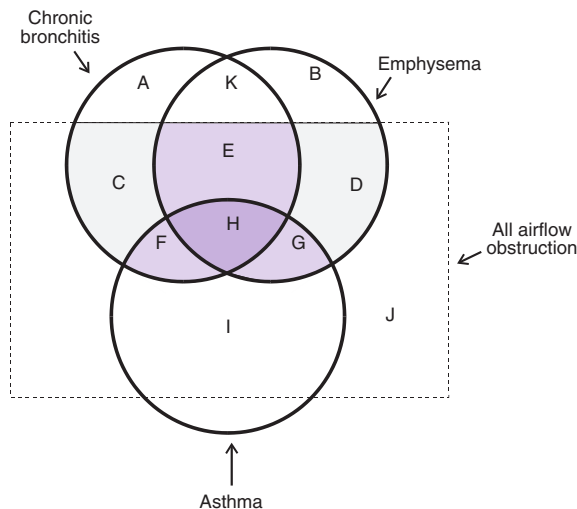 Chronic
bronchitis
A
K
B
Emphysema
E
C
D
H
F
G
All airflow
obstruction
I
J
Asthma